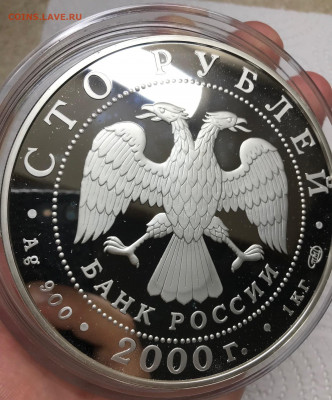 COINS.LAVE.RU
СТО РУБЛЕЙ
БАНК РОССИИ
Ag 900 • 2000 г. • 1 КГ